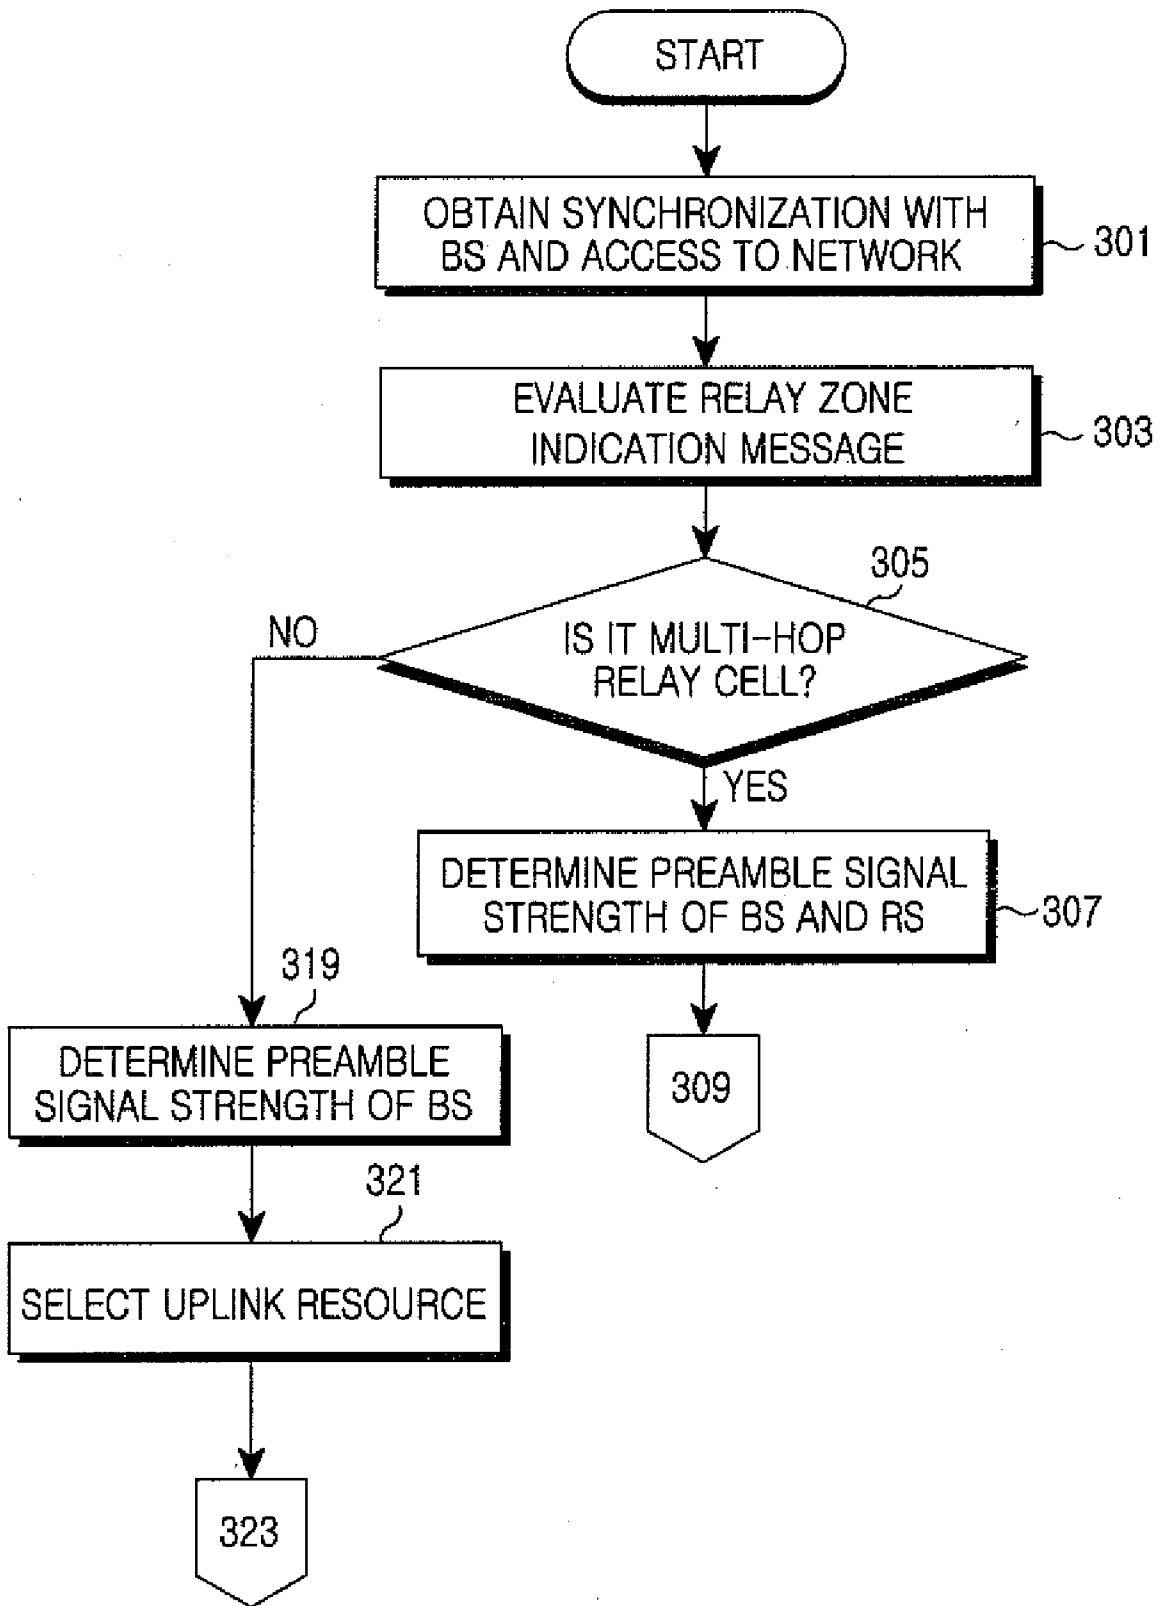 START
OBTAIN SYNCHRONIZATION WITH
BS AND ACCESS TO NETWORK
301
EVALUATE RELAY ZONE
INDICATION MESSAGE
303
305
IS IT MULTI-HOP
RELAY CELL?
NO
YES
DETERMINE PREAMBLE SIGNAL
STRENGTH OF BS AND RS
307
309
319
DETERMINE PREAMBLE
SIGNAL STRENGTH OF BS
321
SELECT UPLINK RESOURCE
323